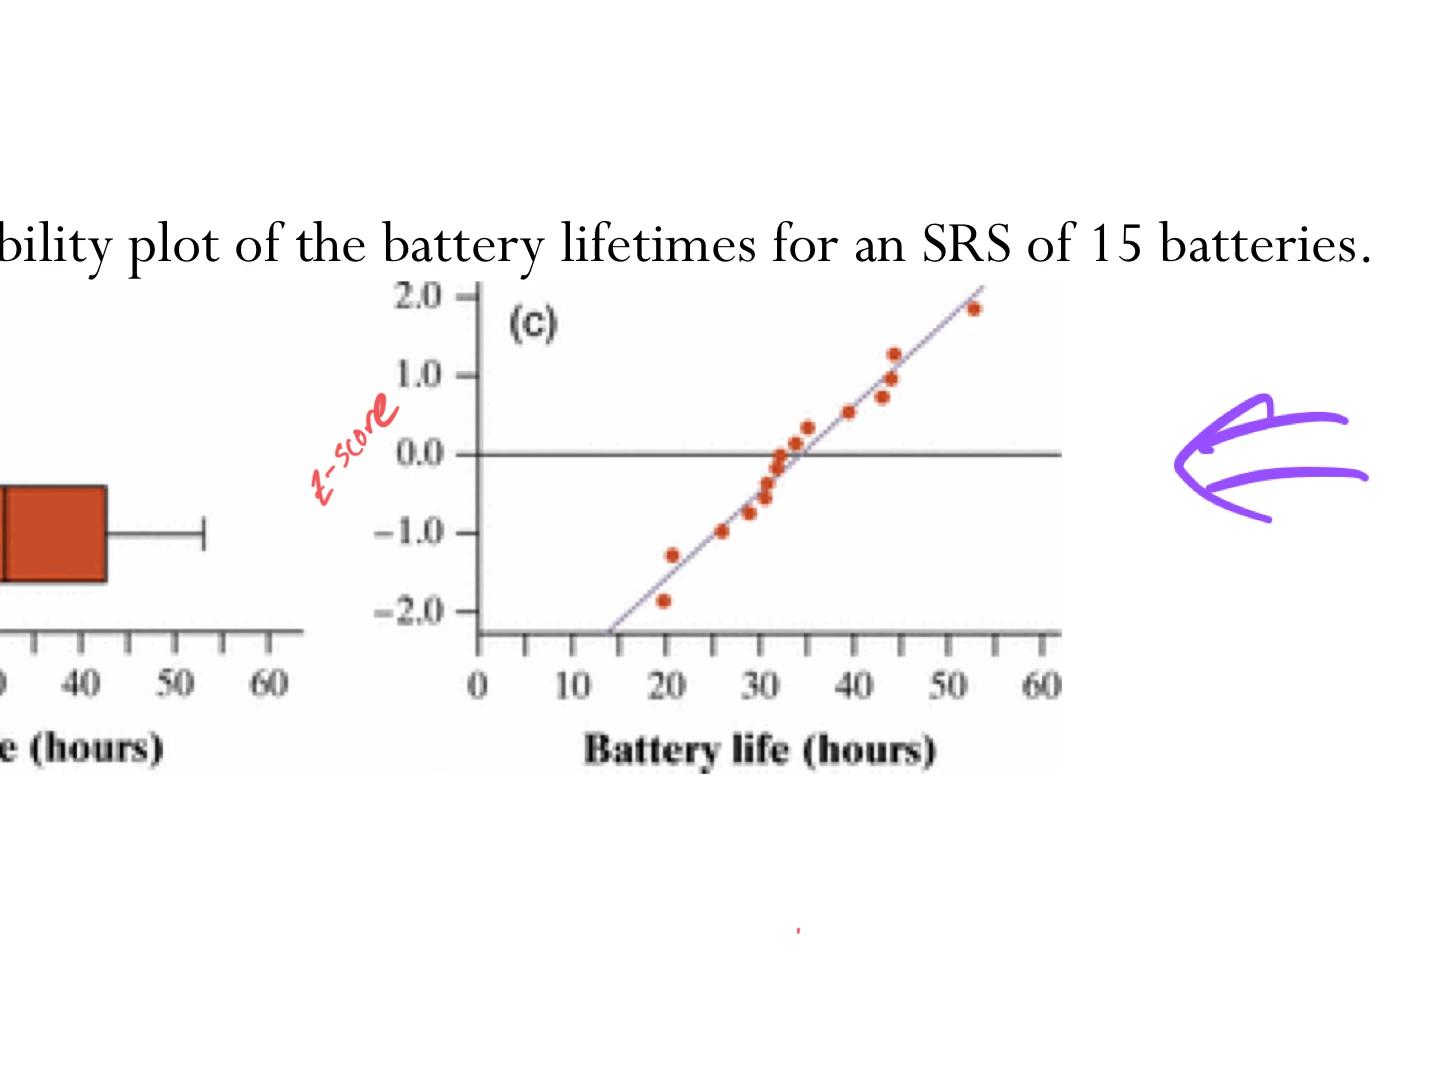 bility plot of the battery lifetimes for an SRS of 15 batteries.
(c)
2.0
1.0
0.0
−1.0
−2.0
z-score
0 10 20 30 40 50 60
Battery life (hours)
40 50 60
e (hours)